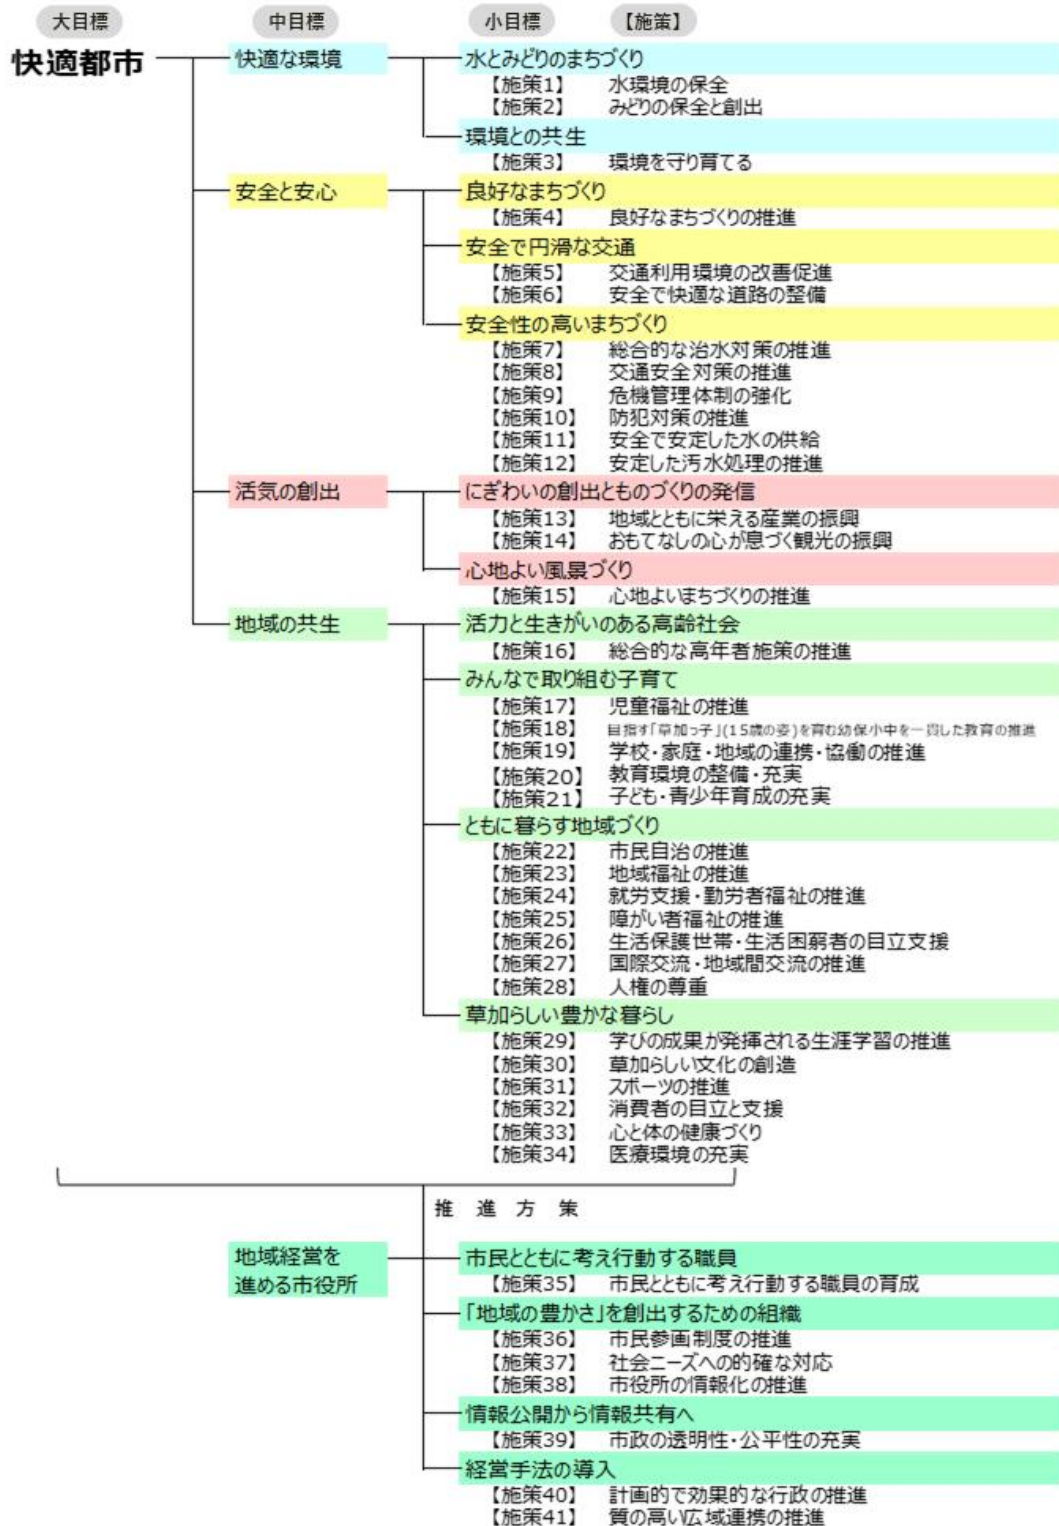 大目標 中目標 小目標 【施策】
快適都市 快適な環境 水とみどりのまちづくり
【施策1】 水環境の保全
【施策2】 みどりの保全と創出
環境との共生
【施策3】 環境を守り育てる
安全と安心 良好なまちづくり
【施策4】 良好なまちづくりの推進
安全で円滑な交通
【施策5】 交通利用環境の改善促進
【施策6】 安全で快適な道路の整備
安全性の高いまちづくり
【施策7】 総合的な治水対策の推進
【施策8】 交通安全対策の推進
【施策9】 危機管理体制の強化
【施策10】 防犯対策の推進
【施策11】 安全で安定した水の供給
【施策12】 安定した汚水処理の推進
活気の創出 にぎわいの創出とものづくりの発信
【施策13】 地域とともに栄える産業の振興
【施策14】 おもてなしの心が息づく観光の振興
心地よい風景づくり
【施策15】 心地よいまちづくりの推進
地域の共生 活力と生きがいのある高齢社会
【施策16】 総合的な高年者施策の推進
みんなで取り組む子育て
【施策17】 児童福祉の推進
【施策18】 目指す「草加っ子」(15歳の姿)を育む幼保小中を一貫した教育の推進
【施策19】 学校・家庭・地域の連携・協働の推進
【施策20】 教育環境の整備・充実
【施策21】 子ども・青少年育成の充実
ともに暮らす地域づくり
【施策22】 市民自治の推進
【施策23】 地域福祉の推進
【施策24】 就労支援・勤労者福祉の推進
【施策25】 障がい者福祉の推進
【施策26】 生活保護世帯・生活困窮者の自立支援
【施策27】 国際交流・地域間交流の推進
【施策28】 人権の尊重
草加らしい豊かな暮らし
【施策29】 学びの成果が発揮される生涯学習の推進
【施策30】 草加らしい文化の創造
【施策31】 スポーツの推進
【施策32】 消費者の自立と支援
【施策33】 心と体の健康づくり
【施策34】 医療環境の充実
推進方策
地域経営を 市民とともに考え行動する職員
進める市役所 【施策35】 市民とともに考え行動する職員の育成
「地域の豊かさ」を創出するための組織
【施策36】 市民参画制度の推進
【施策37】 社会ニーズへの的確な対応
【施策38】 市役所の情報化の推進
情報公開から情報共有へ
【施策39】 市政の透明性・公平性の充実
経営手法の導入
【施策40】 計画的で効果的な行政の推進
【施策41】 質の高い広域連携の推進